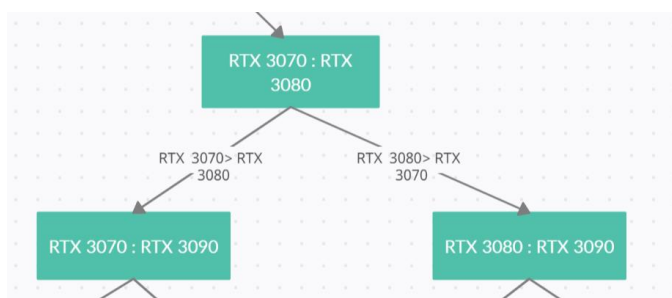 RTX 3070 : RTX
3080
RTX 3070> RTX
3080
RTX 3080> RTX
3070
RTX 3070 : RTX 3090
RTX 3080 : RTX 3090